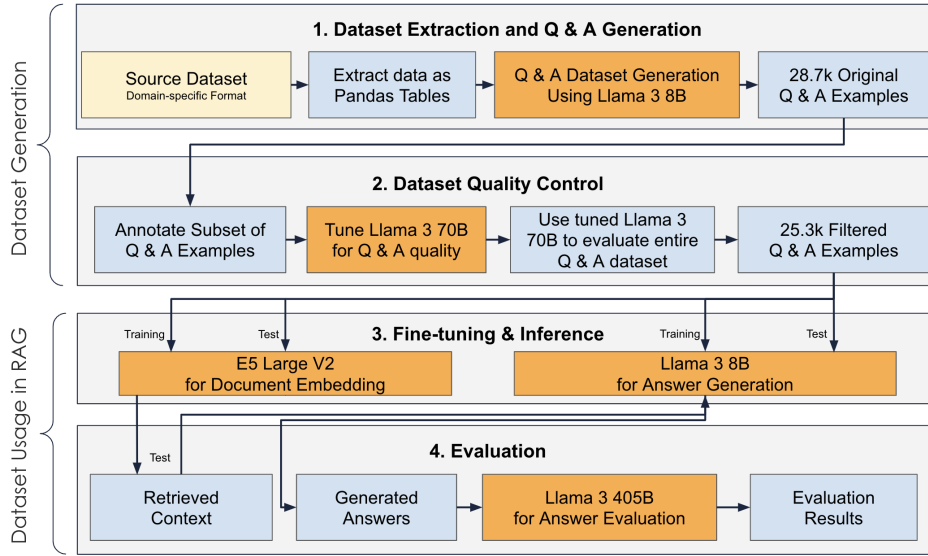 Dataset Generation
1. Dataset Extraction and Q & A Generation
Source Dataset
Domain-specific Format
Extract data as
Pandas Tables
Q & A Dataset Generation
Using Llama 3 8B
28.7k Original
Q & A Examples
2. Dataset Quality Control
Annotate Subset of
Q & A Examples
Tune Llama 3 70B
for Q & A quality
Use tuned Llama 3
70B to evaluate entire
Q & A dataset
25.3k Filtered
Q & A Examples
Dataset Usage in RAG
Training
Test
3. Fine-tuning & Inference
Training
Test
E5 Large V2
for Document Embedding
Llama 3 8B
for Answer Generation
4. Evaluation
Test
Retrieved
Context
Generated
Answers
Llama 3 405B
for Answer Evaluation
Evaluation
Results